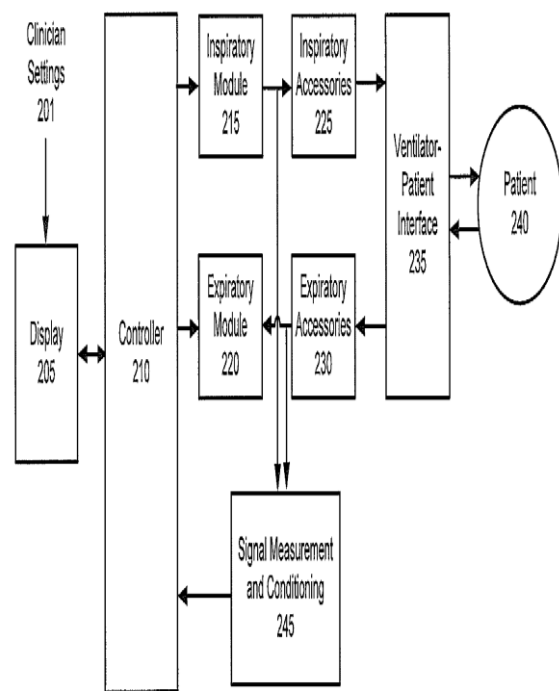 Clinician
Settings
201
Inspiratory
Module
215
Inspiratory
Accessories
225
Ventilator-
Patient
Interface
235
Patient
240
Display
205
Controller
210
Expiratory
Module
220
Expiratory
Accessories
230
Signal Measurement
and Conditioning
245